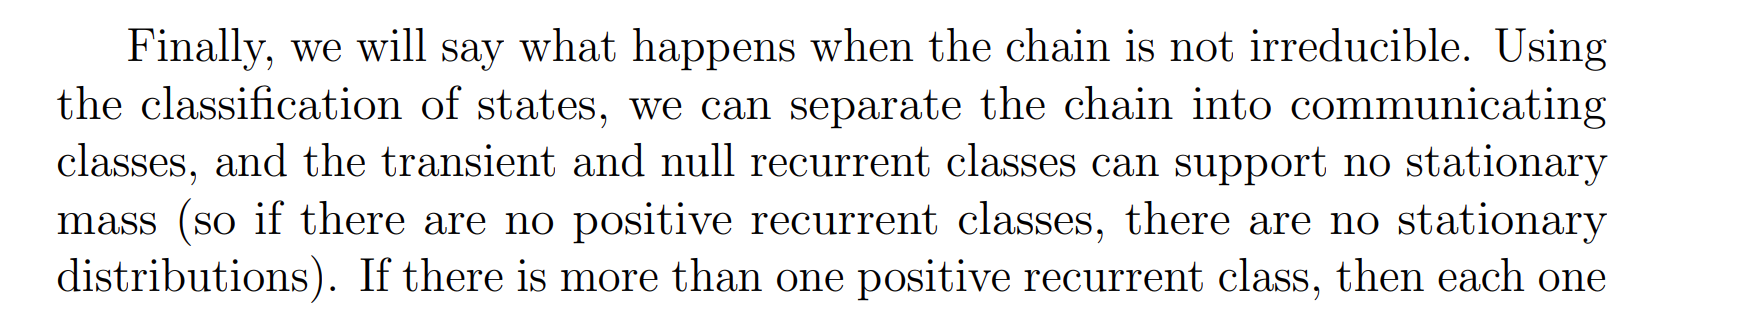 Finally, we will say what happens when the chain is not irreducible. Using
the classification of states, we can separate the chain into communicating
classes, and the transient and null recurrent classes can support no stationary
mass (so if there are no positive recurrent classes, there are no stationary
distributions). If there is more than one positive recurrent class, then each one